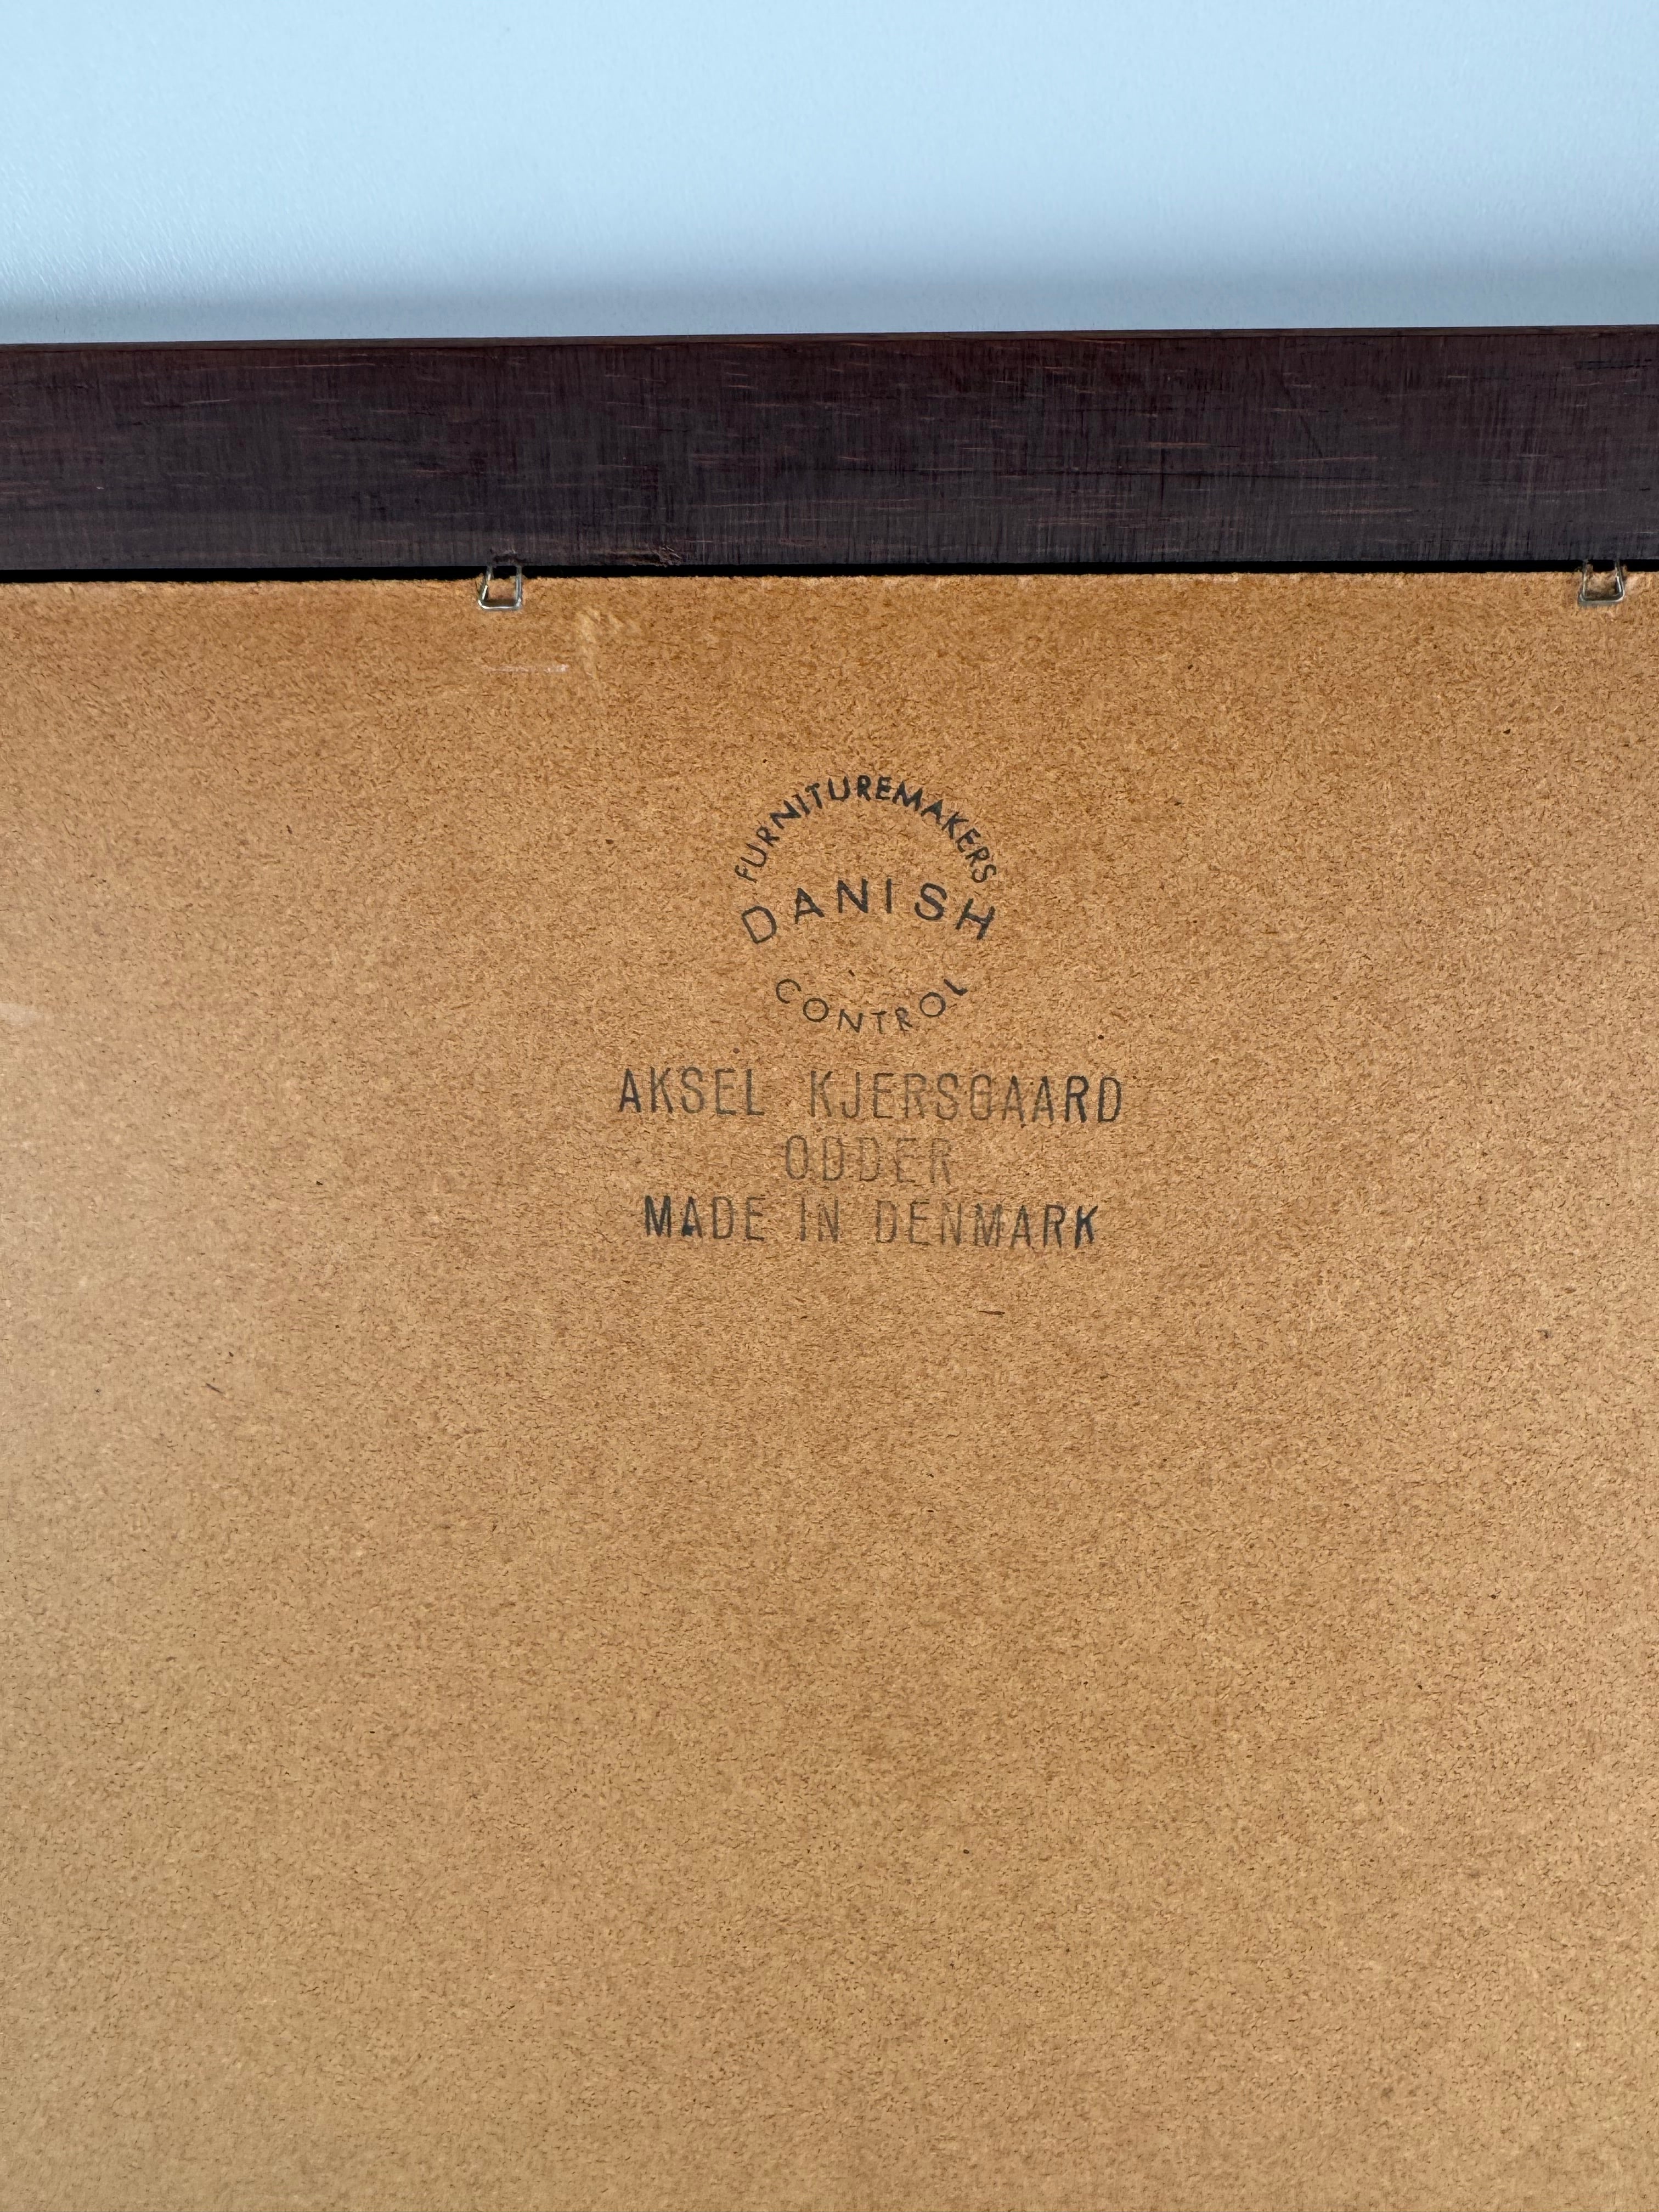 FURNITUREMAKERS
DANISH
CONTROL
AKSEL KJERSGAARD
ODDER
MADE IN DENMARK